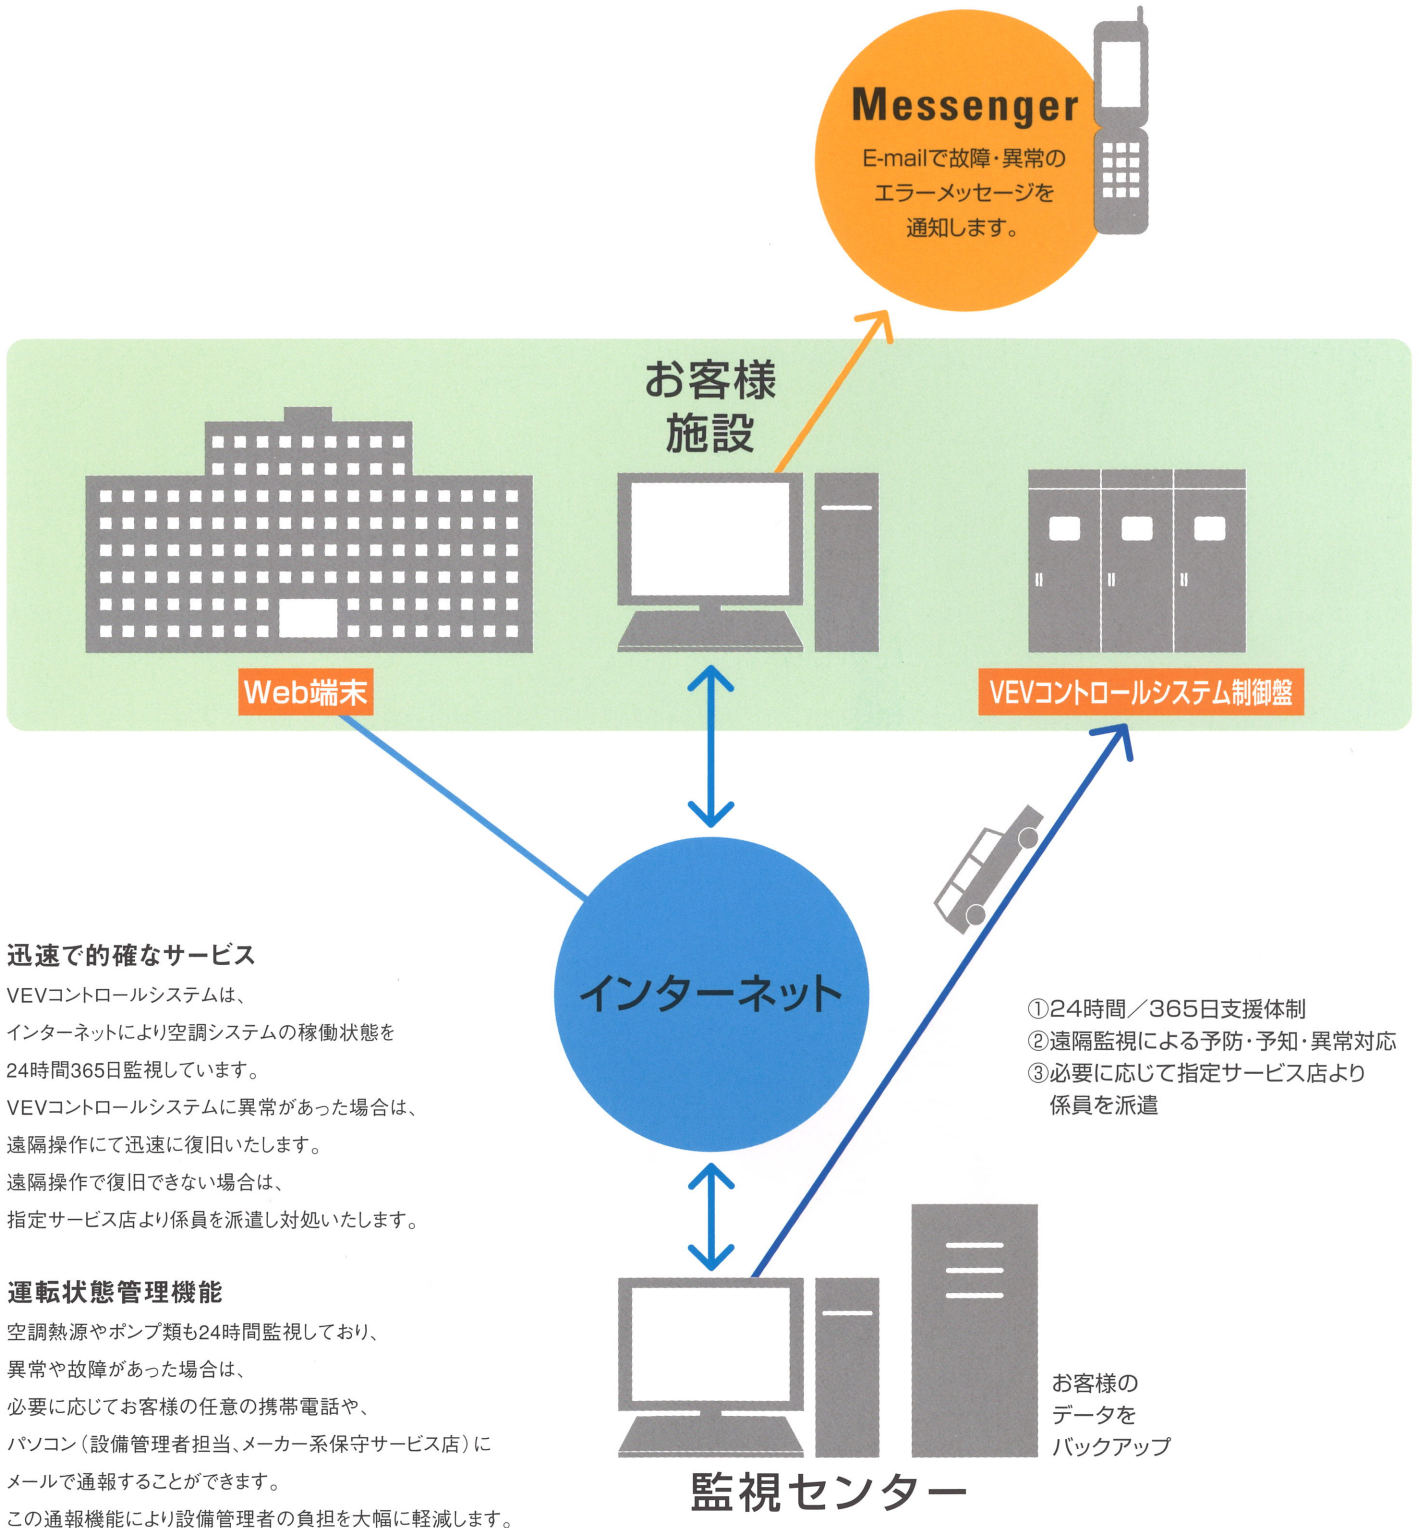 Messenger
E-mailで故障・異常の
エラーメッセージを
通知します。
お客様
施設
Web端末
VEVコントロールシステム制御盤
インターネット
迅速で的確なサービス
VEVコントロールシステムは、
インターネットにより空調システムの稼働状態を
24時間365日監視しています。
VEVコントロールシステムに異常があった場合は、
遠隔操作にて迅速に復旧いたします。
遠隔操作で復旧できない場合は、
指定サービス店より係員を派遣し対処いたします。
①24時間／365日支援体制
②遠隔監視による予防・予知・異常対応
③必要に応じて指定サービス店より
係員を派遣
運転状態管理機能
空調熱源やポンプ類も24時間監視しており、
異常や故障があった場合は、
必要に応じてお客様の任意の携帯電話や、
パソコン（設備管理者担当、メーカー系保守サービス店）に
メールで通報することができます。
この通報機能により設備管理者の負担を大幅に軽減します。
お客様の
データを
バックアップ
監視センター